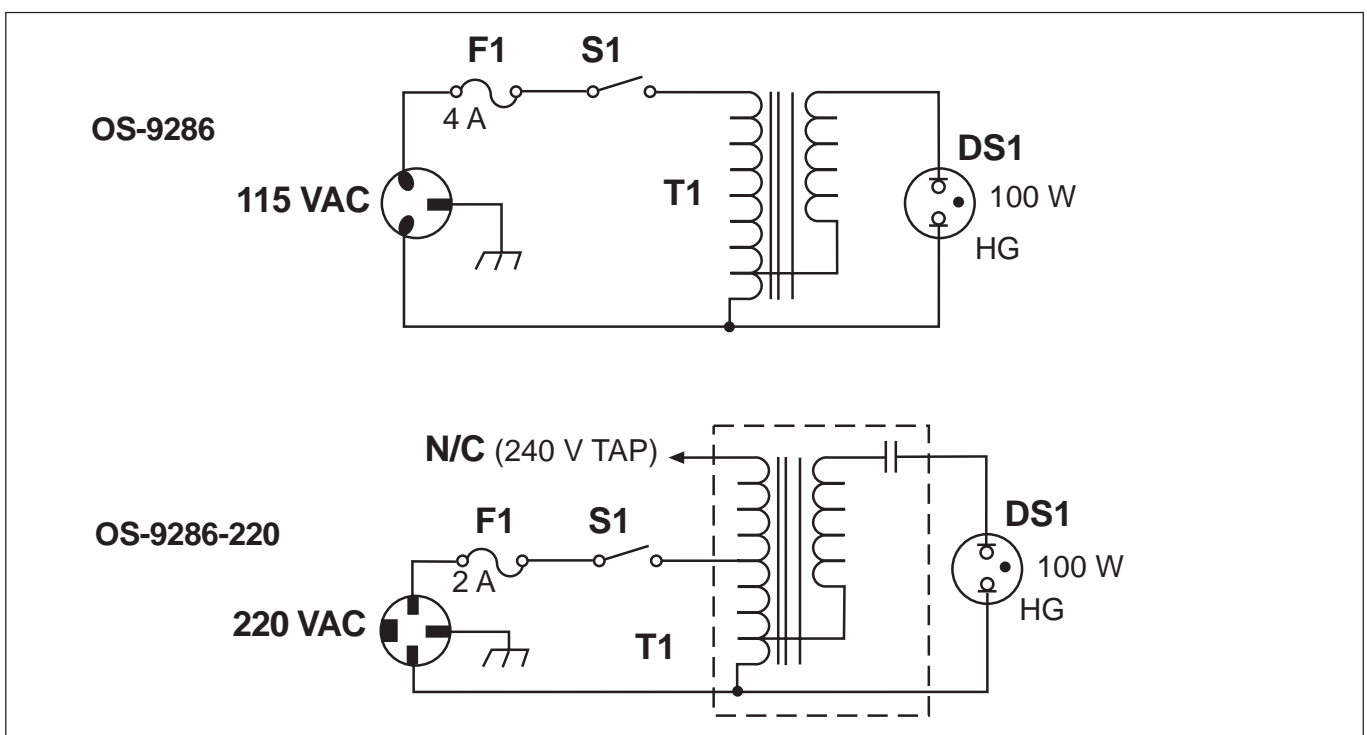 F1 S1
4 A
OS-9286
115 VAC
T1
DS1
100 W
HG
N/C (240 V TAP)
OS-9286-220
F1 S1
2 A
220 VAC
T1
DS1
100 W
HG